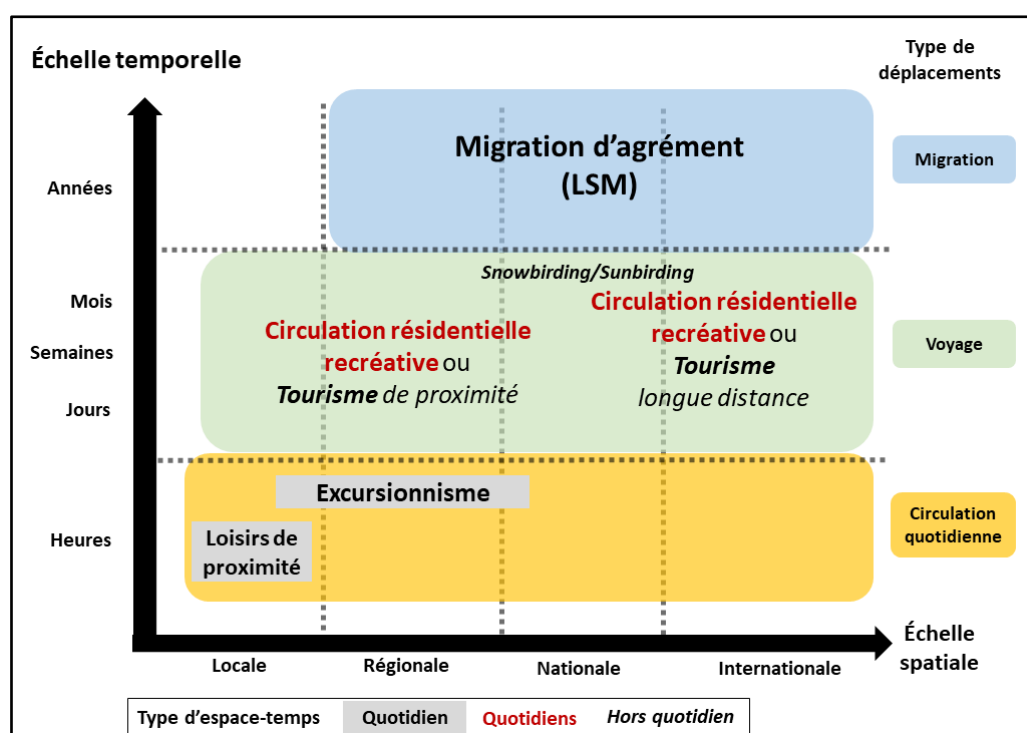 Échelle temporelle
Type de
déplacements
Migration d'agrément
(LSM)
Migration
Années
Snowbirding/Sunbirding
Mois
Circulation résidentielle
recréative ou
Tourisme de proximité
Circulation résidentielle
recréative ou
Tourisme
longue distance
Semaines
Voyage
Jours
Excursionnisme
Heures
Loisirs de
proximité
Circulation
quotidienne
Locale
Régionale
Nationale
Internationale
Échelle
spatiale
Type d'espace-temps
Quotidien
Quotidiens
Hors quotidien